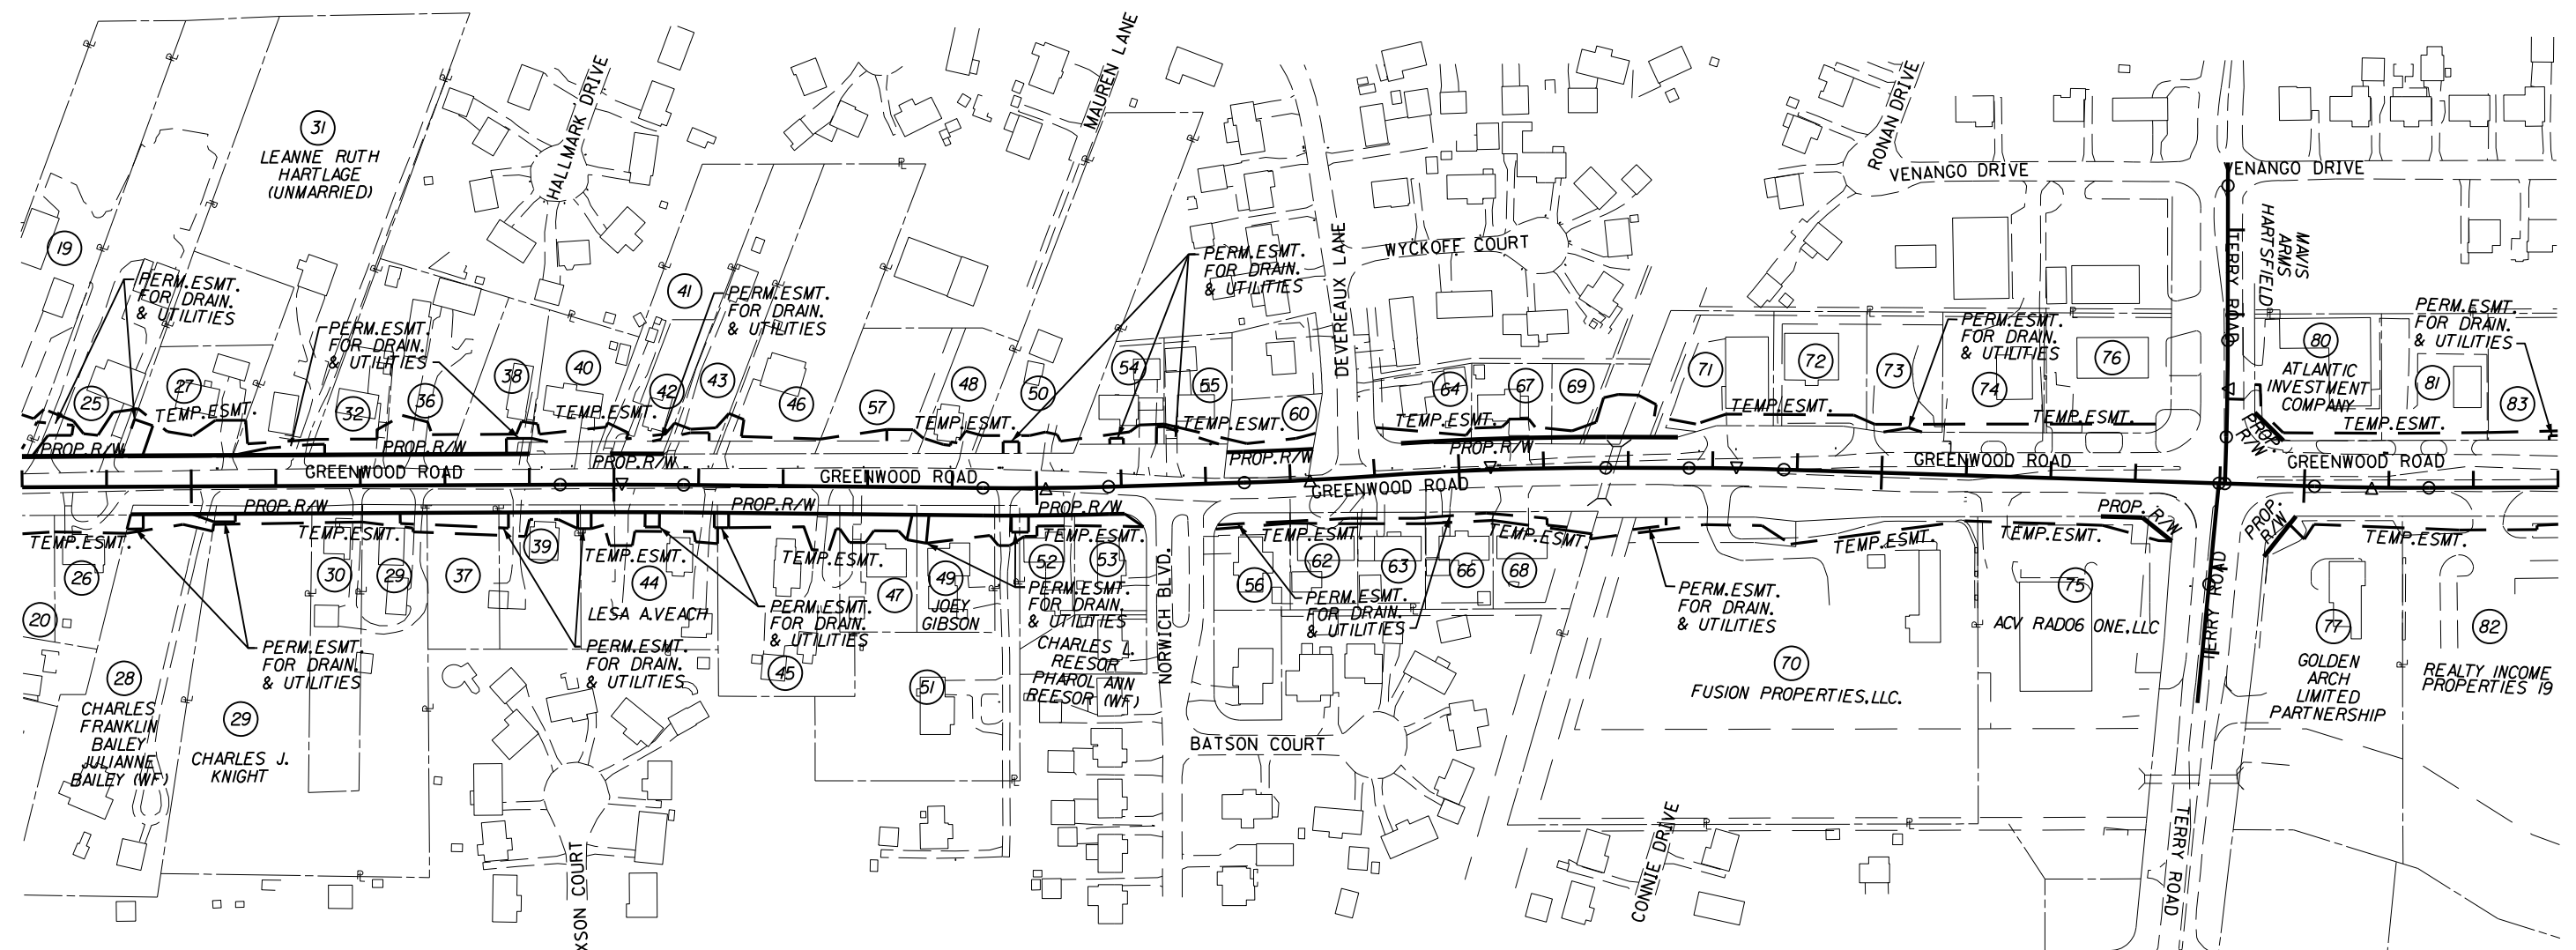 31
LEANNE RUTH
HARTLAGE
(UNMARRIED)
HALLMARK DRIVE
MAUREN LANE
RONAN DRIVE
VENANGO DRIVE
VENANGO DRIVE
19
PERM.ESMT.
FOR DRAIN.
& UTILITIES
PERM.ESMT.
FOR DRAIN.
& UTILITIES
41
PERM.ESMT.
FOR DRAIN.
& UTILITIES
PERM.ESMT.
FOR DRAIN.
& UTILITIES
DEVEREAUX LANE
WYCKOFF COURT
PERM.ESMT.
FOR DRAIN.
& UTILITIES
TERRY ROAD
MAVIS
ARMS
HARTSFIELD
80
ATLANTIC
INVESTMENT
COMPANY
PERM.ESMT.
FOR DRAIN.
& UTILITIES
25
27
32
36
38
40
42
43
46
57
48
50
54
55
60
64
67
69
71
72
73
74
76
81
83
TEMP.ESMT.
TEMP.ESMT.
TEMP.ESMT.
TEMP.ESMT.
TEMP.ESMT.
TEMP.ESMT.
TEMP.ESMT.
TEMP.ESMT.
PROP.R/W
PROP.R/W
PROP.R/W
PROP.R/W
PROP.R/W
PROP.
R/W
GREENWOOD ROAD
GREENWOOD ROAD
GREENWOOD ROAD
GREENWOOD ROAD
GREENWOOD ROAD
PROP.R/W
PROP.R/W
PROP.R/W
PROP. R/W
PROP.
R/W
TEMP.ESMT.
TEMP.ESMT.
TEMP.ESMT.
TEMP.ESMT.
TEMP.ESMT.
TEMP.ESMT.
TEMP.ESMT.
TEMP.ESMT.
TEMP.ESMT.
TEMP.ESMT.
20
26
30
29
37
39
44
LESA A.VEACH
47
49
JOEY
GIBSON
52
53
56
62
63
66
68
75
ACV RAD06 ONE,LLC
77
GOLDEN
ARCH
LIMITED
PARTNERSHIP
82
REALTY INCOME
PROPERTIES 19
PERM.ESMT.
FOR DRAIN.
& UTILITIES
PERM.ESMT.
FOR DRAIN.
& UTILITIES
PERM.ESMT.
FOR DRAIN.
& UTILITIES
PERM.ESMT.
FOR DRAIN.
& UTILITIES
PERM.ESMT.
FOR DRAIN.
& UTILITIES
PERM.ESMT.
FOR DRAIN.
& UTILITIES
28
CHARLES
FRANKLIN
BAILEY
JULIANNE
BAILEY (WF)
29
CHARLES J.
KNIGHT
45
51
CHARLES L.
REESOR
PHAROL ANN
REESOR (WF)
NORWICH BLVD.
BATSON COURT
70
FUSION PROPERTIES,LLC.
TERRY ROAD
XSON COURT
CONNIE DRIVE
TERRY ROAD